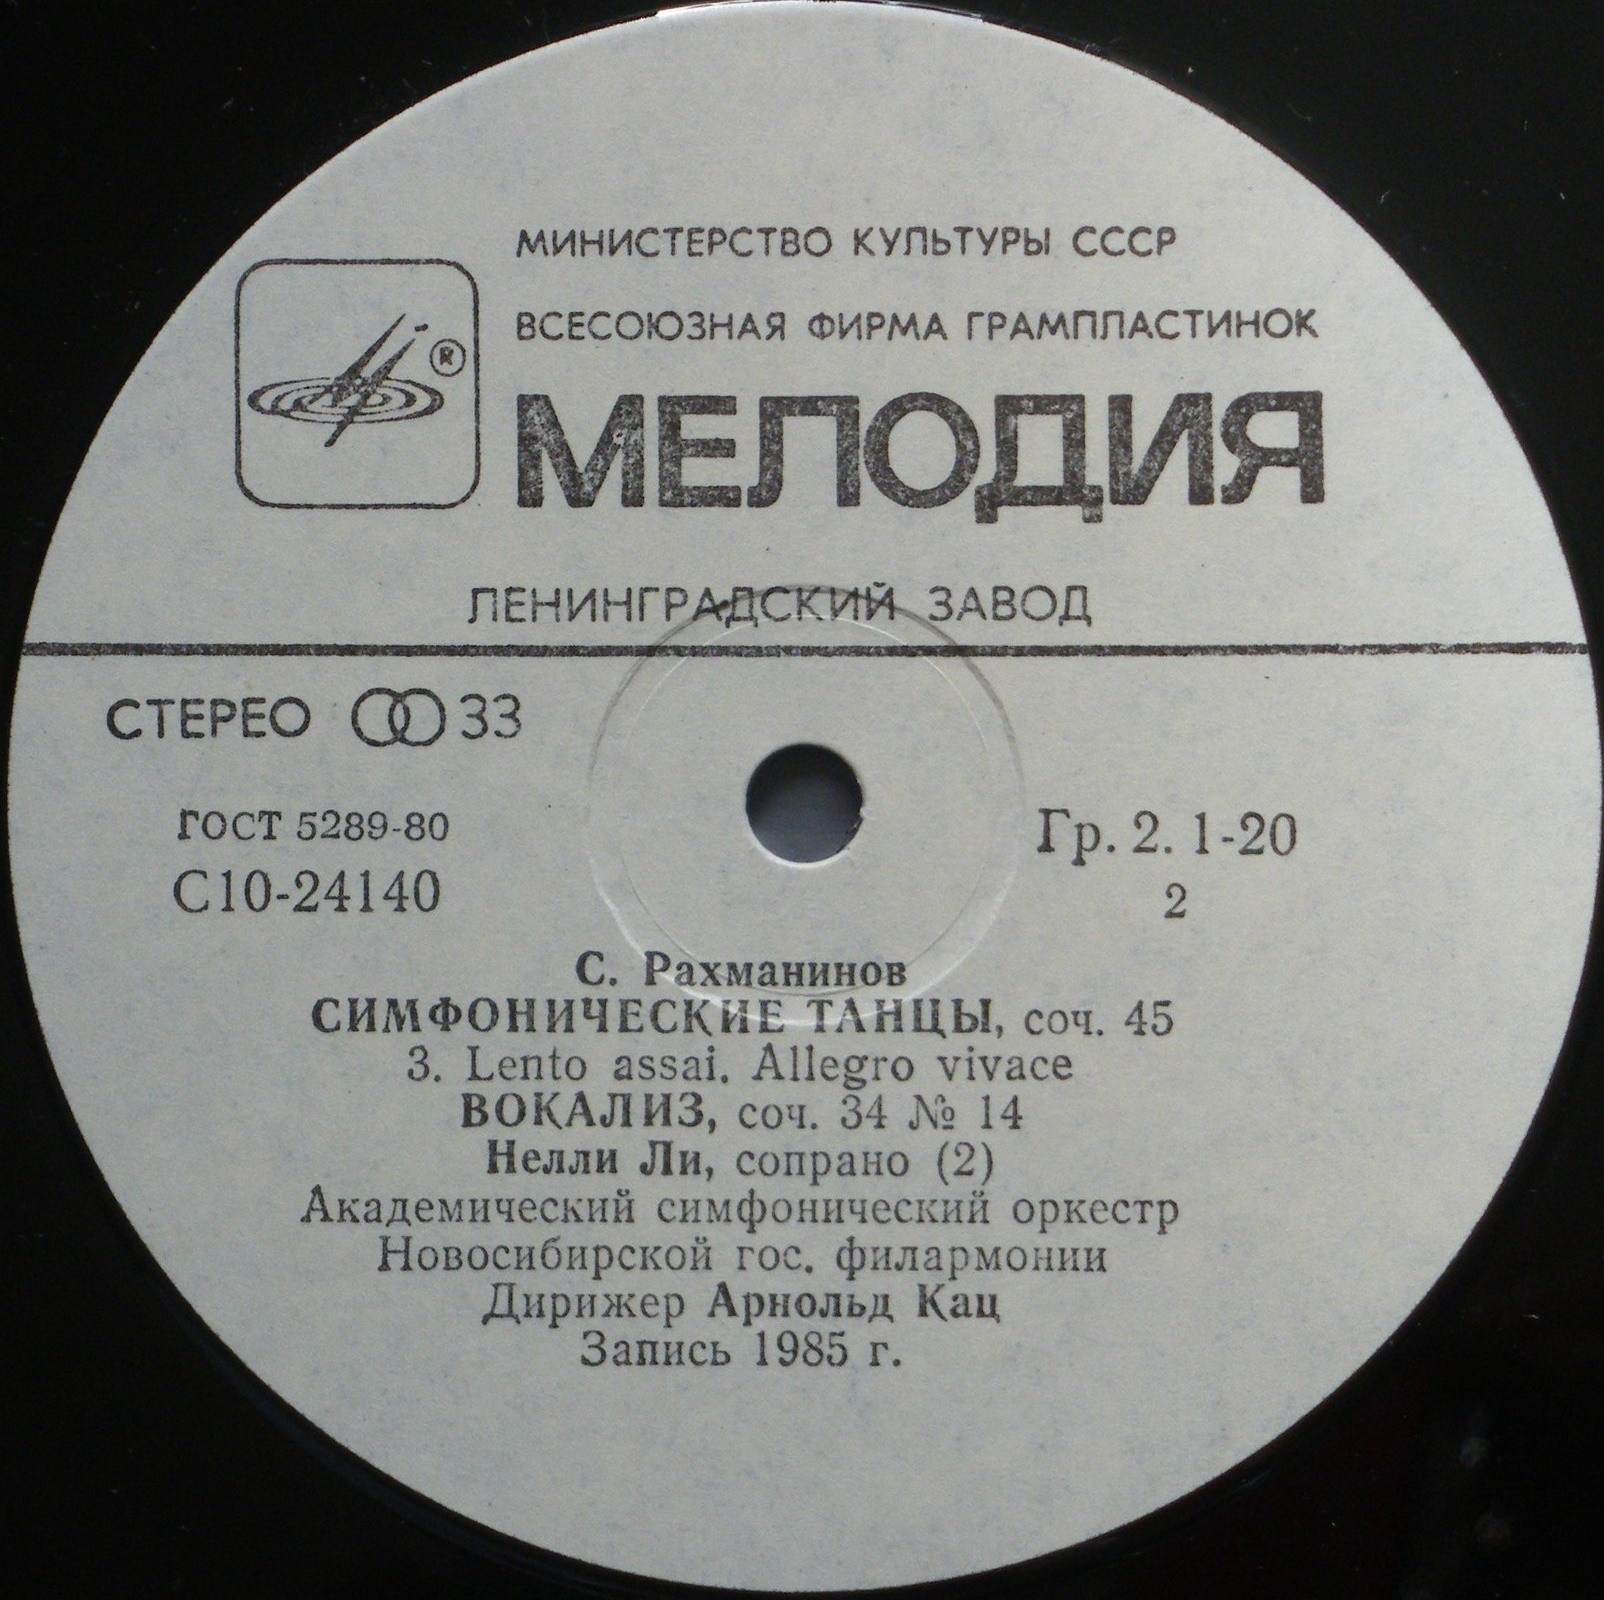 МИНИСТЕРСТВО КУЛЬТУРЫ СССР
ВСЕСОЮЗНАЯ ФИРМА ГРАМПЛАСТИНОК
®
МЕЛОДИЯ
ЛЕНИНГРАДСКИЙ ЗАВОД
СТЕРЕО 33
ГОСТ 5289-80
Гр. 2. 1-20
С10-24140
2
С. Рахманинов
СИМФОНИЧЕСКИЕ ТАНЦЫ, соч. 45
3. Lento assai. Allegro vivace
ВОКАЛИЗ, соч. 34 № 14
Нелли Ли, сопрано (2)
Академический симфонический оркестр
Новосибирской гос. филармонии
Дирижер Арнольд Кац
Запись 1985 г.